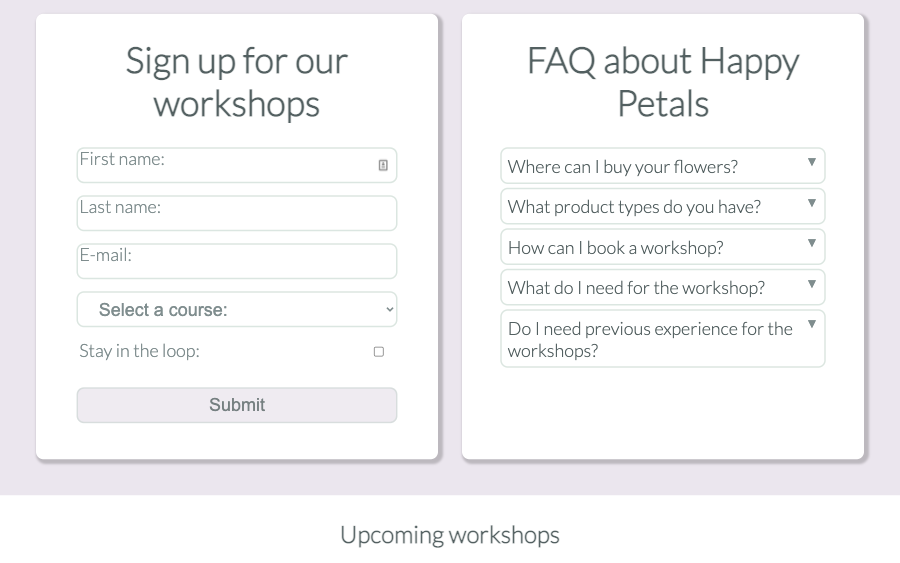 Sign up for our
workshops
First name:
Last name:
E-mail:
Select a course:
Stay in the loop:
Submit
FAQ about Happy
Petals
Where can I buy your flowers?
What product types do you have?
How can I book a workshop?
What do I need for the workshop?
Do I need previous experience for the
workshops?
Upcoming workshops